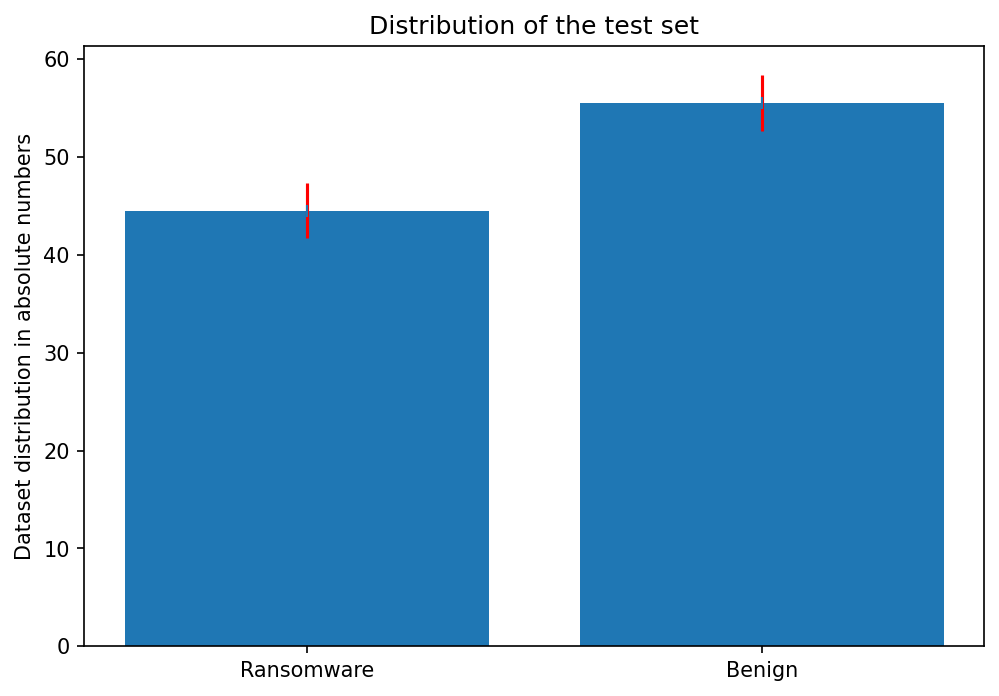 Distribution of the test set
Dataset distribution in absolute numbers
60
50
40
30
20
10
0
Ransomware
Benign